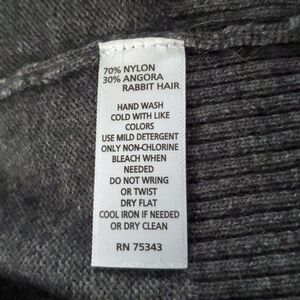 70% NYLON
30% ANGORA
RABBIT HAIR
HAND WASH
COLD WITH LIKE
COLORS
USE MILD DETERGENT
ONLY NON-CHLORINE
BLEACH WHEN
NEEDED
DO NOT WRING
OR TWIST
DRY FLAT
COOL IRON IF NEEDED
OR DRY CLEAN
RN 75343